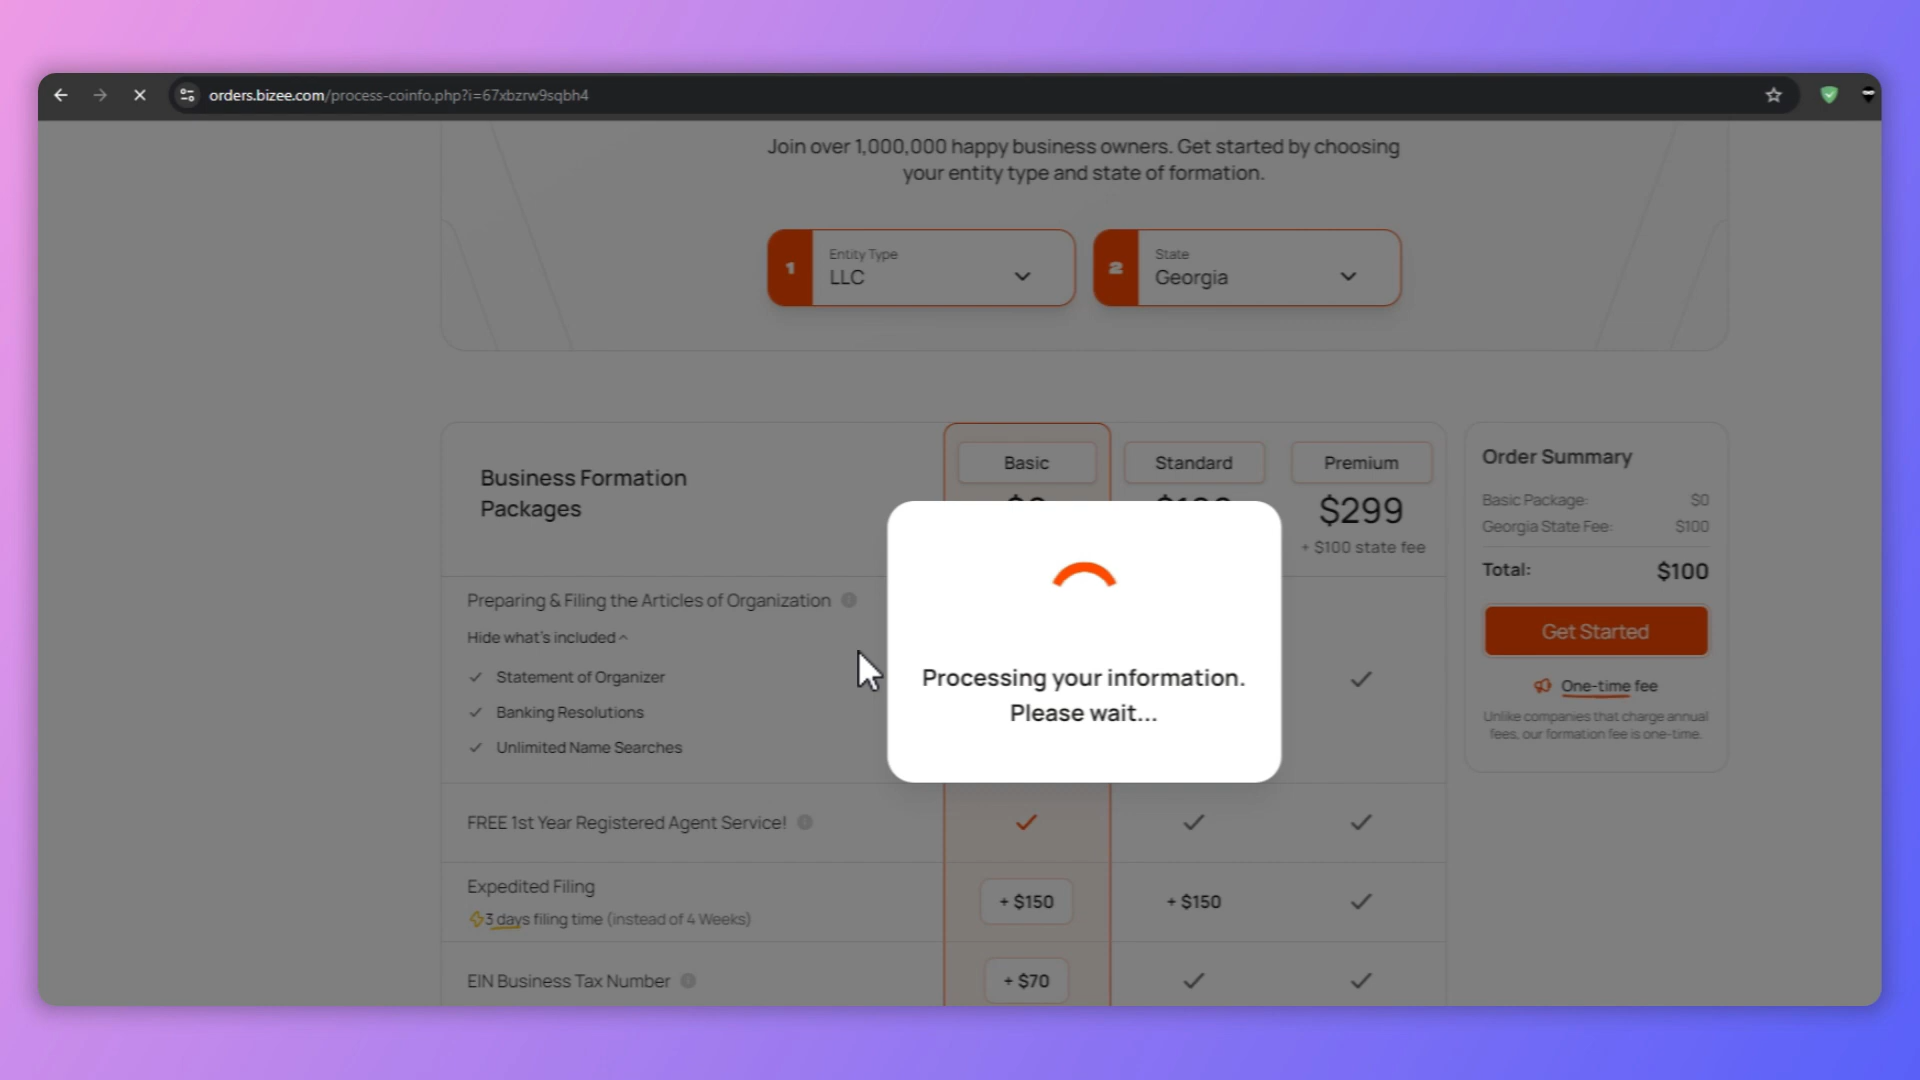 orders.bizee.com/process-coinfo.php?i=67xbzrw9sqbh4
Join over 1,000,000 happy business owners. Get started by choosing
your entity type and state of formation.
1
Entity Type
LLC
2
State
Georgia
Business Formation
Packages
Basic
Standard
Premium
$299
+ $100 state fee
Order Summary
Basic Package: $0
Georgia State Fee: $100
Total: $100
Get Started
One-time fee
Unlike companies that charge annual
fees, our formation fee is one-time.
Processing your information.
Please wait...
Preparing & Filing the Articles of Organization
Hide what's included
Statement of Organizer
Banking Resolutions
Unlimited Name Searches
FREE 1st Year Registered Agent Service!
Expedited Filing
3 days filing time (instead of 4 Weeks)
+ $150
+ $150
EIN Business Tax Number
+ $70